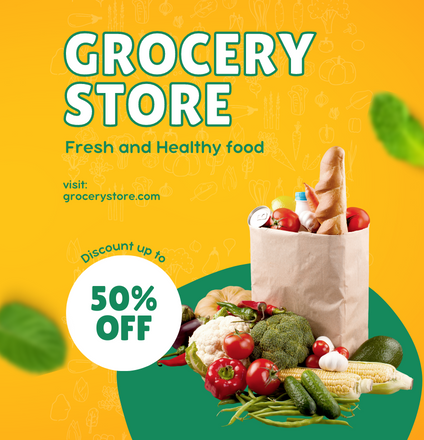 GROCERY
STORE
Fresh and Healthy food
visit:
grocerystore.com
Discount up to
50%
OFF